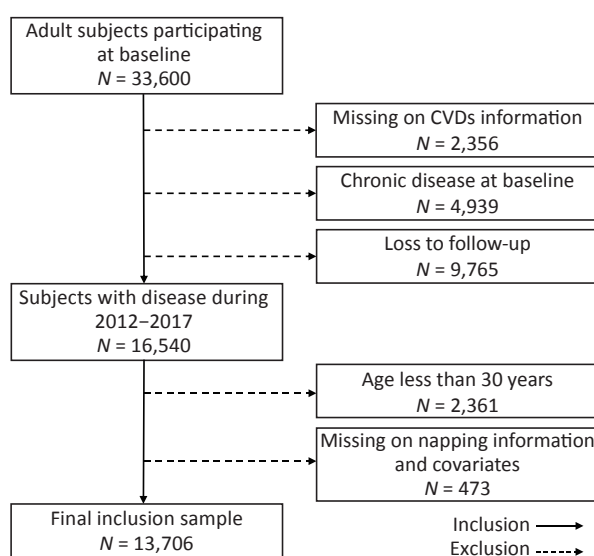 Adult subjects participating
at baseline
N = 33,600
Missing on CVDs information
N = 2,356
Chronic disease at baseline
N = 4,939
Loss to follow-up
N = 9,765
Subjects with disease during
2012–2017
N = 16,540
Age less than 30 years
N = 2,361
Missing on napping information
and covariates
N = 473
Final inclusion sample
N = 13,706
Inclusion
Exclusion